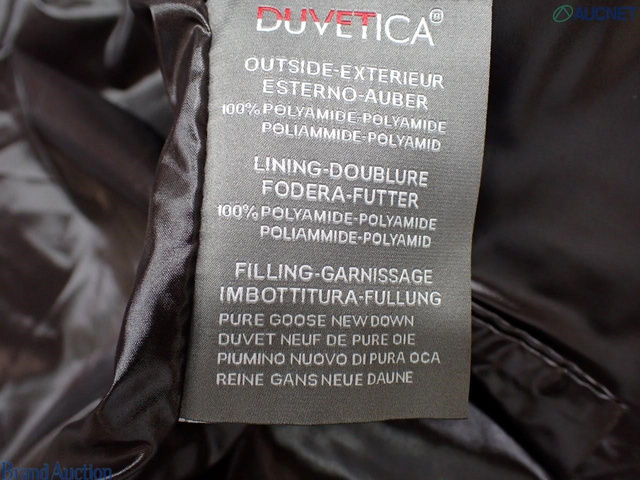 AUCNET
DUVETICA®
OUTSIDE-EXTERIEUR
ESTERNO-AUBER
100% POLYAMIDE-POLYAMIDE
POLIAMMIDE-POLYAMID
LINING-DOUBLURE
FODERA-FUTTER
100% POLYAMIDE-POLYAMIDE
POLIAMMIDE-POLYAMID
FILLING-GARNISSAGE
IMBOTTITURA-FULLUNG
PURE GOOSE NEW DOWN
DUVET NEUF DE PURE OIE
PIUMINO NUOVO DI PURA OCA
REINE GANS NEUE DAUNE
Brand Auction